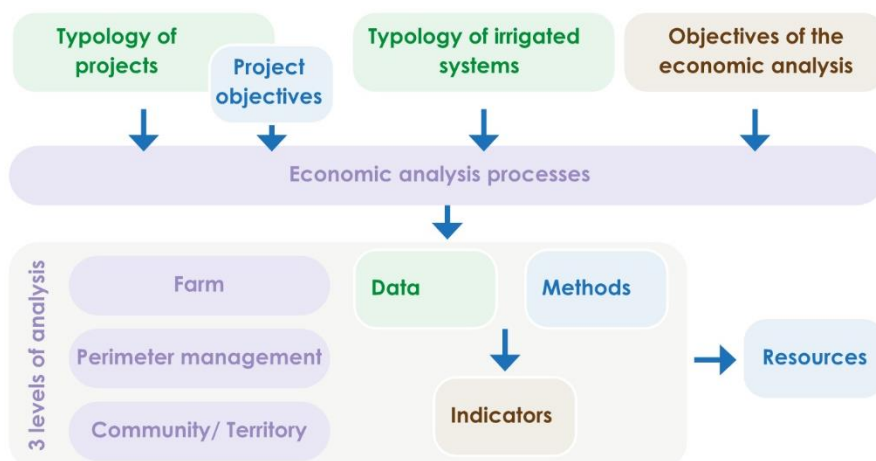 Typology of
projects
Project
objectives
Typology of irrigated
systems
Objectives of the
economic analysis
Economic analysis processes
3 levels of analysis
Farm
Perimeter management
Community/ Territory
Data
Methods
Indicators
Resources